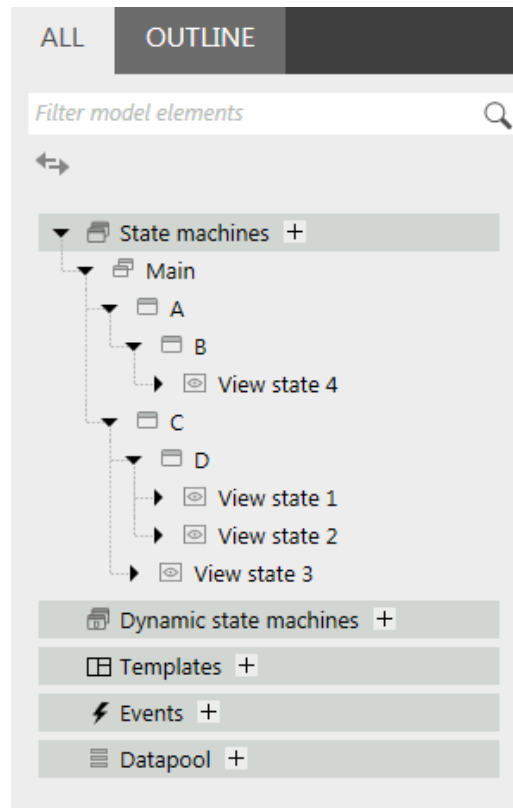 ALL OUTLINE
Filter model elements
State machines +
Main
A
B
View state 4
C
D
View state 1
View state 2
View state 3
Dynamic state machines +
Templates +
Events +
Datapool +